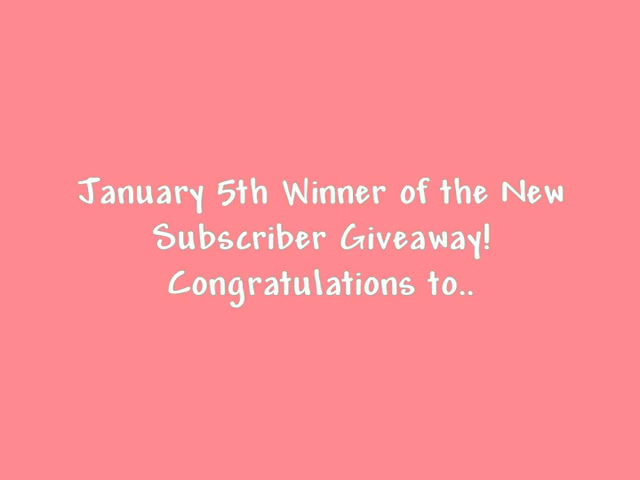 January 5th Winner of the New
Subscriber Giveaway!
Congratulations to..